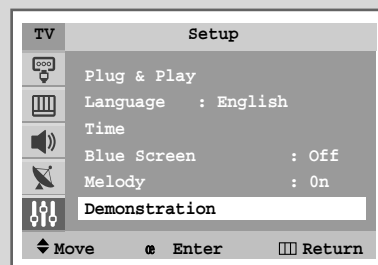 TV Setup
Plug & Play
Language : English
Time
Blue Screen : Off
Melody : 0n
Demonstration
Move œ Enter Return